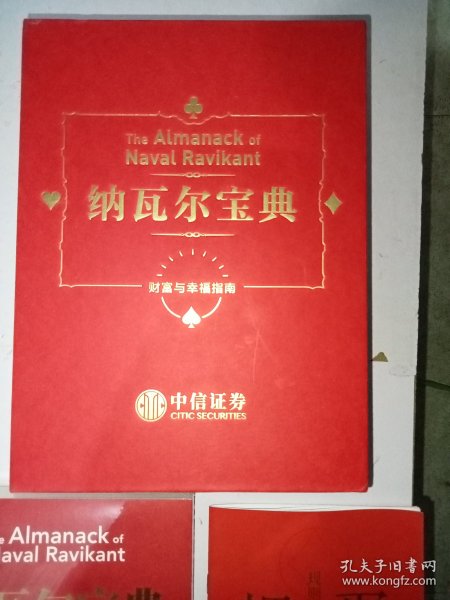 The Almanack of
Naval Ravikant
纳瓦尔宝典
财富与幸福指南
中信证券
CITIC SECURITIES
Almanack of
Naval Ravikant
孔夫子旧书网
www.kongfz.com